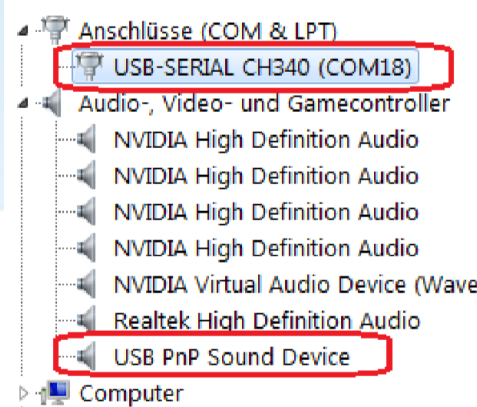 Anschlüsse (COM & LPT)
USB-SERIAL CH340 (COM18)
Audio-, Video- und Gamecontroller
NVIDIA High Definition Audio
NVIDIA High Definition Audio
NVIDIA High Definition Audio
NVIDIA High Definition Audio
NVIDIA Virtual Audio Device (Wave
Realtek High Definition Audio
USB PnP Sound Device
Computer